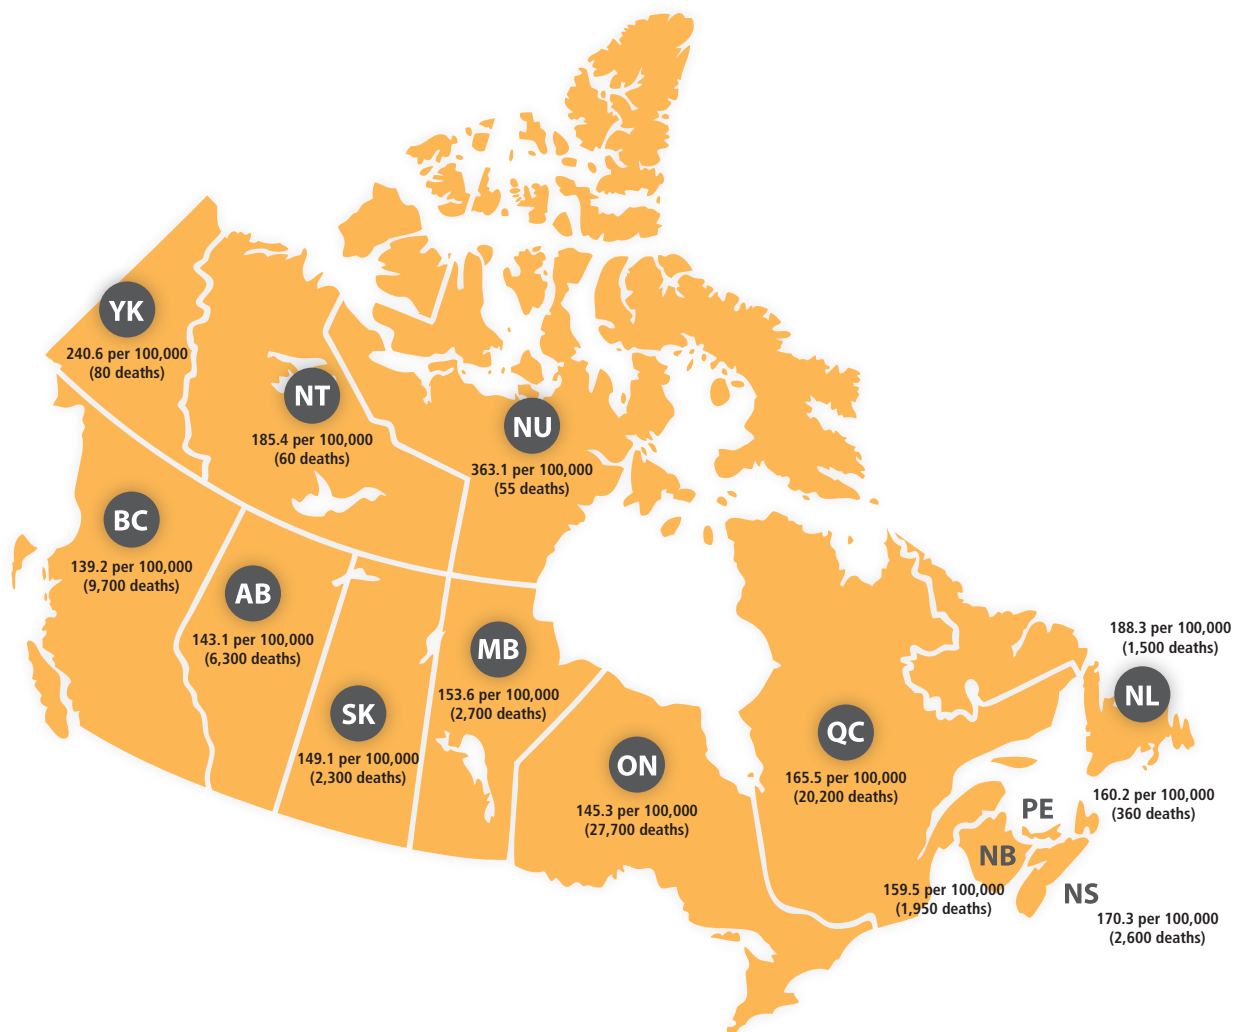 YK
240.6 per 100,000
(80 deaths)
NT
185.4 per 100,000
(60 deaths)
NU
363.1 per 100,000
(55 deaths)
BC
139.2 per 100,000
(9,700 deaths)
AB
143.1 per 100,000
(6,300 deaths)
SK
149.1 per 100,000
(2,300 deaths)
MB
153.6 per 100,000
(2,700 deaths)
ON
145.3 per 100,000
(27,700 deaths)
QC
165.5 per 100,000
(20,200 deaths)
188.3 per 100,000
(1,500 deaths)
NL
PE
160.2 per 100,000
(360 deaths)
NB
159.5 per 100,000
(1,950 deaths)
NS
170.3 per 100,000
(2,600 deaths)